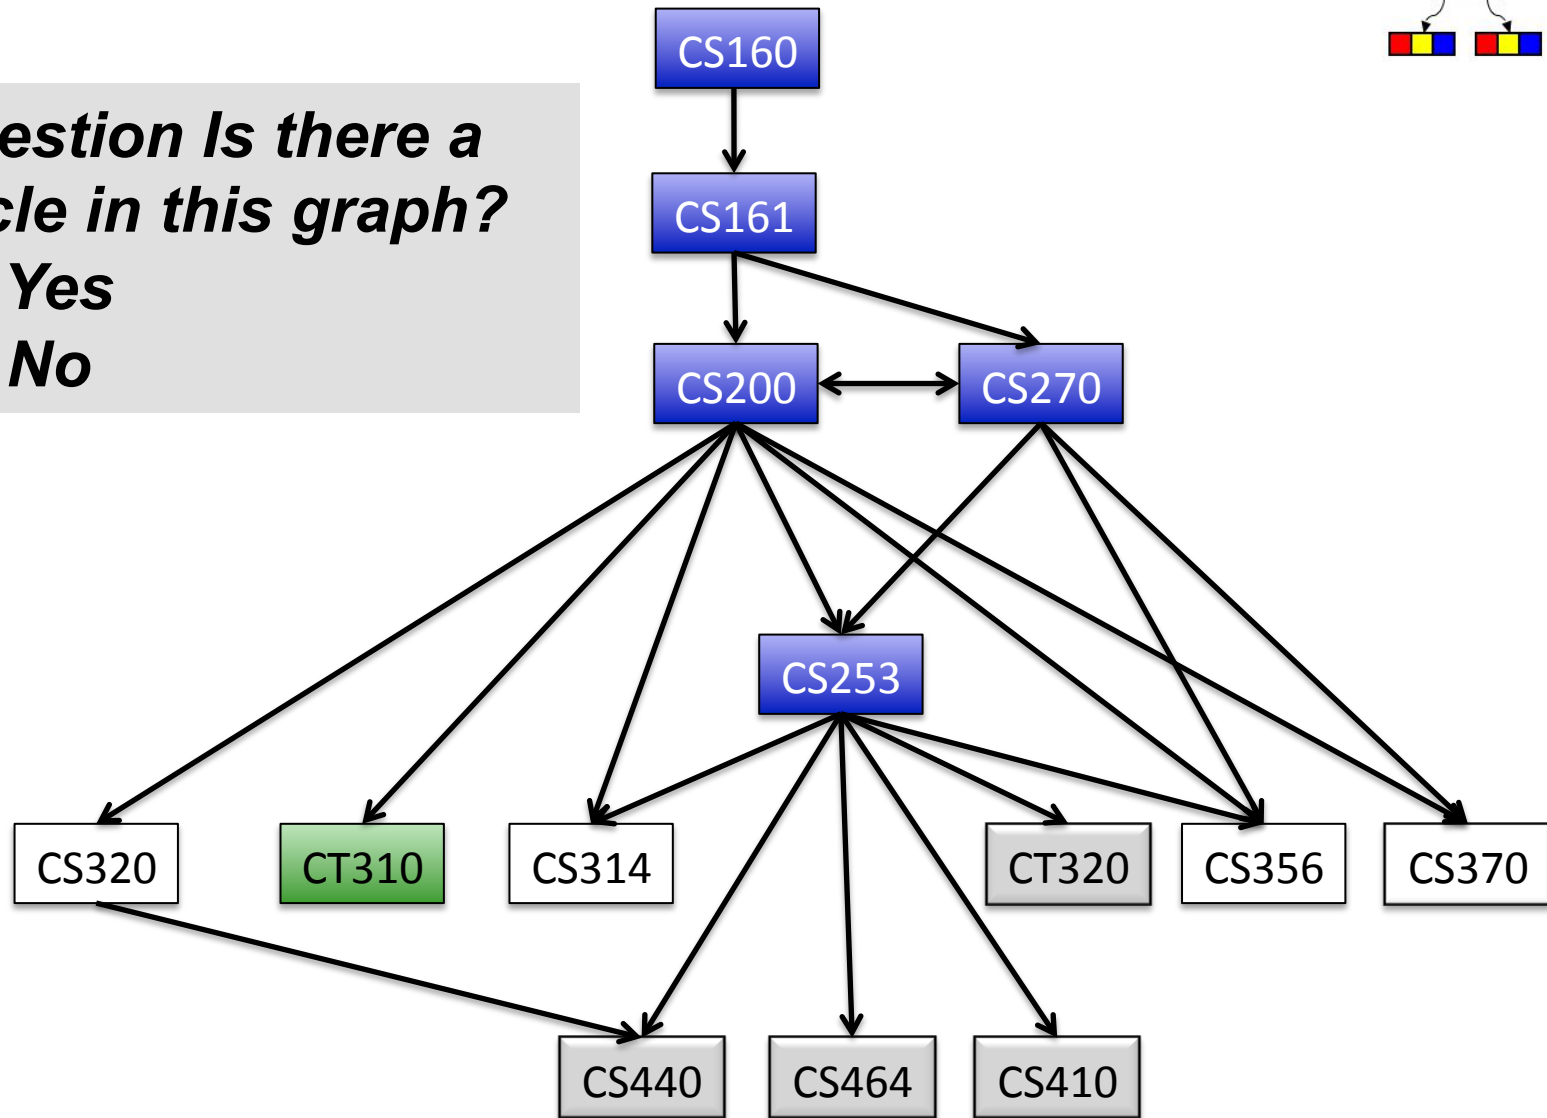 CS160
estion Is there a
cle in this graph?
Yes
No
CS161
CS200
CS270
CS253
CS320
CT310
CS314
CT320
CS356
CS370
CS440
CS464
CS410